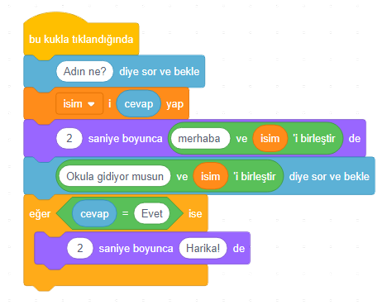 bu kukla tıklandığında
Adın ne? diye sor ve bekle
isim i cevap yap
2 saniye boyunca merhaba ve isim 'i birleştir de
Okula gidiyor musun ve isim 'i birleştir diye sor ve bekle
eğer cevap = Evet ise
2 saniye boyunca Harika! de